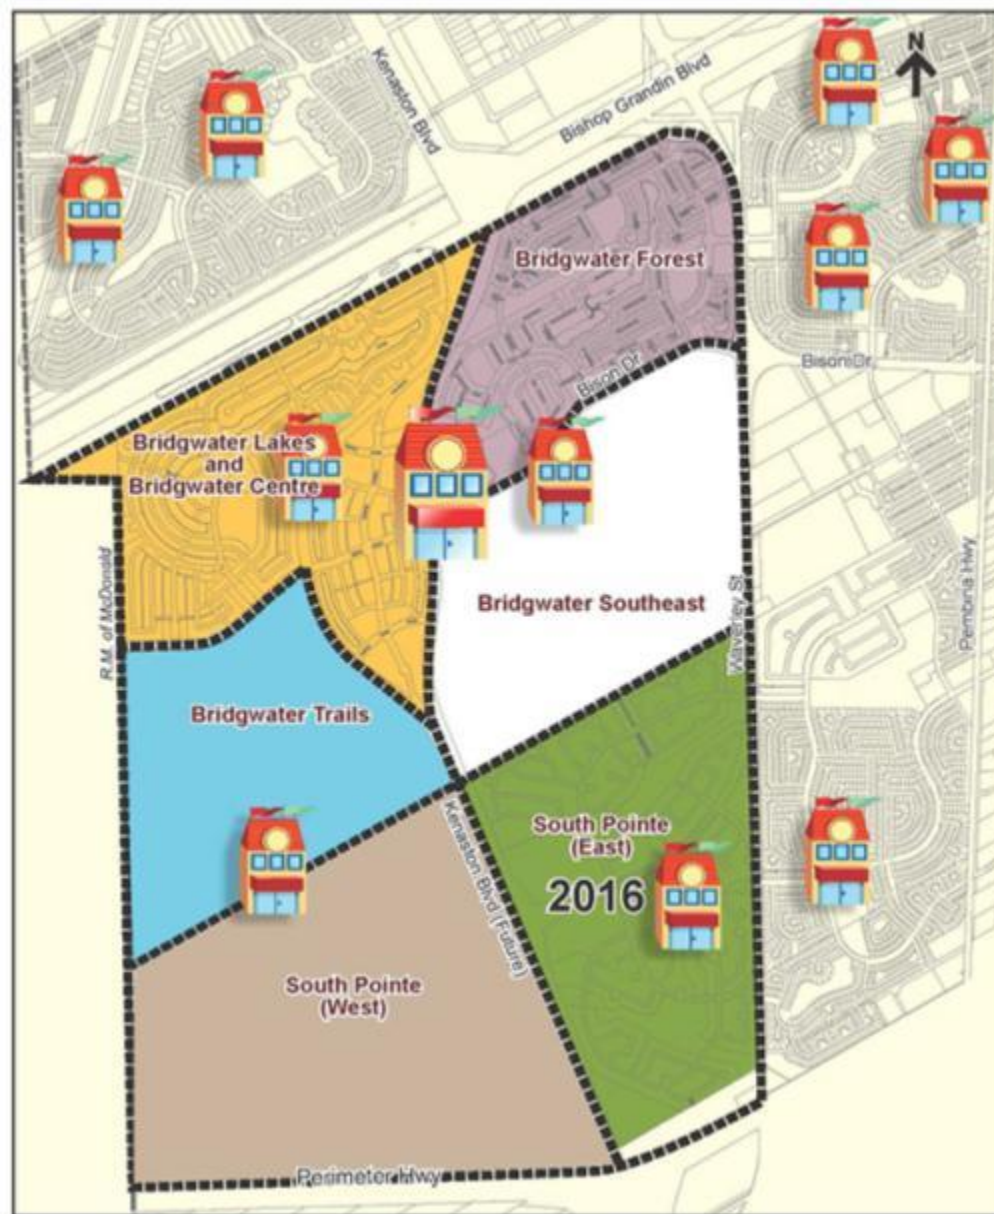 N
Kenaston Blvd
Bishop Grandin Blvd
Bridgwater Forest
Bison Dr
Bison Dr
Bridgwater Lakes
and
Bridgwater Centre
Bridgwater Southeast
R.M. of McDonald
Waverley St
Pembina Hwy
Bridgwater Trails
Kenaston Blvd (Future)
South Pointe
(East)
2016
South Pointe
(West)
Perimeter Hwy